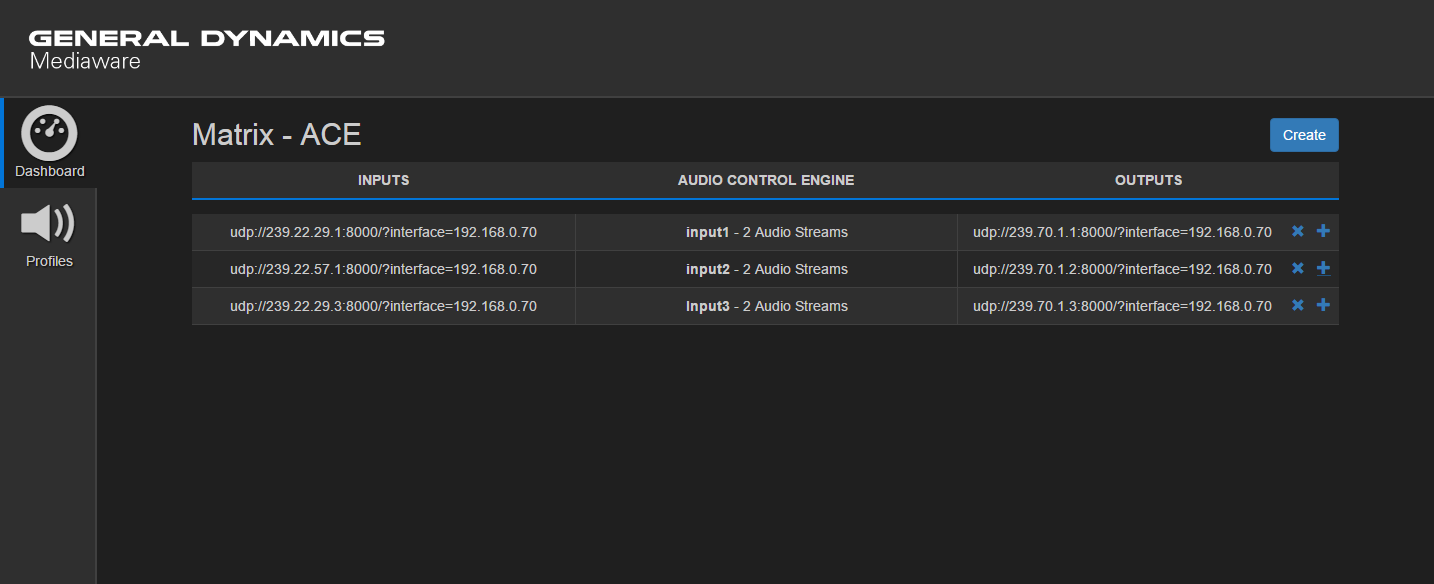 GENERAL DYNAMICS
Mediaware
Dashboard
Profiles
Matrix - ACE
Create
INPUTS AUDIO CONTROL ENGINE OUTPUTS
udp://239.22.29.1:8000/?interface=192.168.0.70 input1 - 2 Audio Streams udp://239.70.1.1:8000/?interface=192.168.0.70
udp://239.22.57.1:8000/?interface=192.168.0.70 input2 - 2 Audio Streams udp://239.70.1.2:8000/?interface=192.168.0.70
udp://239.22.29.3:8000/?interface=192.168.0.70 Input3 - 2 Audio Streams udp://239.70.1.3:8000/?interface=192.168.0.70